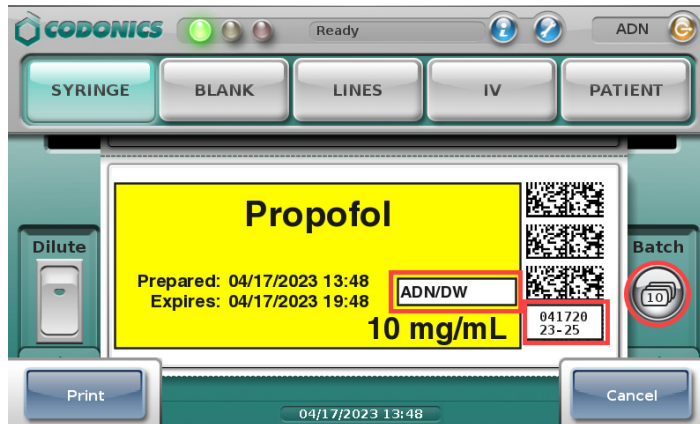 CODONICS Ready ADN
SYRINGE BLANK LINES IV PATIENT
Propofol
Dilute Batch
Prepared: 04/17/2023 13:48
Expires: 04/17/2023 19:48
ADN/DW
10
10 mg/mL
041720
23-25
Print Cancel
04/17/2023 13:48